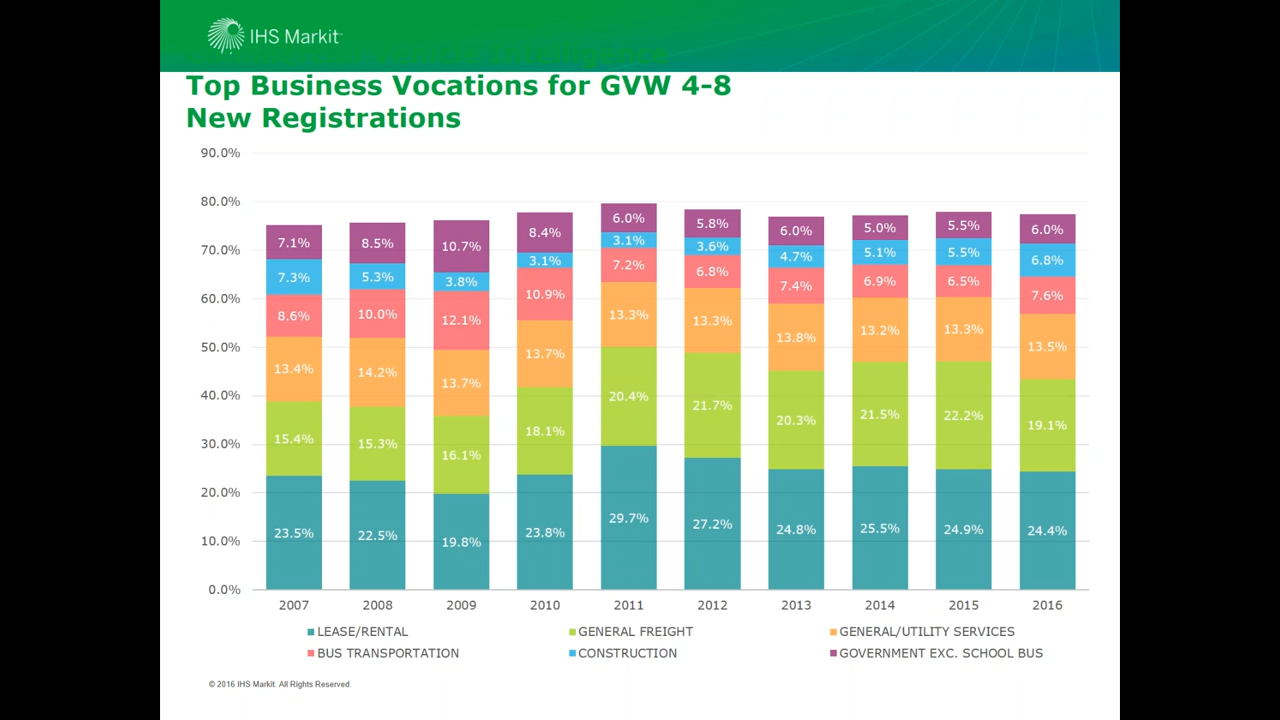 IHS Markit
Top Business Vocations for GVW 4-8
New Registrations
90.0%
80.0%
70.0%
60.0%
50.0%
40.0%
30.0%
20.0%
10.0%
0.0%
7.1% 8.5% 10.7% 8.4% 6.0% 5.8% 6.0% 5.0% 5.5% 6.0%
7.3% 5.3% 3.8% 3.1% 3.1% 3.6% 4.7% 5.1% 5.5% 6.8%
8.6% 10.0% 12.1% 10.9% 7.2% 6.8% 7.4% 6.9% 6.5% 7.6%
13.4% 14.2% 13.7% 13.7% 13.3% 13.3% 13.8% 13.2% 13.3% 13.5%
15.4% 15.3% 16.1% 18.1% 20.4% 21.7% 20.3% 21.5% 22.2% 19.1%
23.5% 22.5% 19.8% 23.8% 29.7% 27.2% 24.8% 25.5% 24.9% 24.4%
2007 2008 2009 2010 2011 2012 2013 2014 2015 2016
LEASE/RENTAL GENERAL FREIGHT GENERAL/UTILITY SERVICES
BUS TRANSPORTATION CONSTRUCTION GOVERNMENT EXC. SCHOOL BUS
© 2016 IHS Markit. All Rights Reserved.